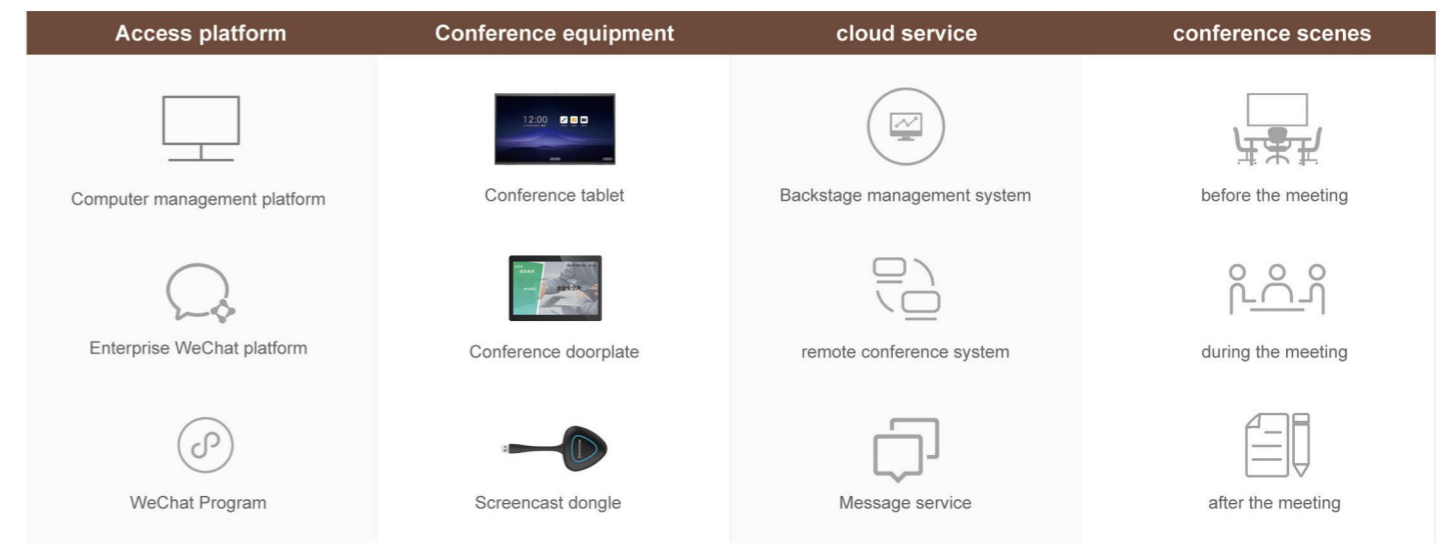 Access platform
Conference equipment
cloud service
conference scenes
12:00
Computer management platform
Conference tablet
Backstage management system
before the meeting
Enterprise WeChat platform
Conference doorplate
remote conference system
during the meeting
WeChat Program
Screencast dongle
Message service
after the meeting